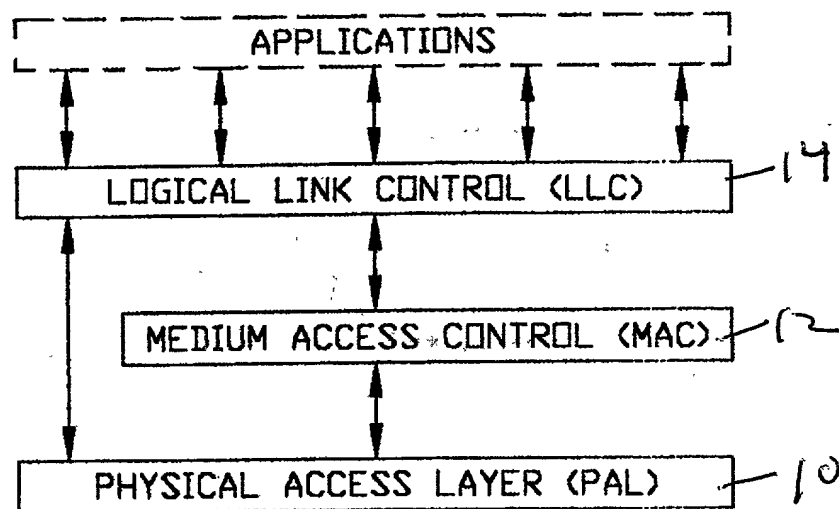 APPLICATIONS
LOGICAL LINK CONTROL (LLC) 14
MEDIUM ACCESS CONTROL (MAC) 12
PHYSICAL ACCESS LAYER (PAL) 10